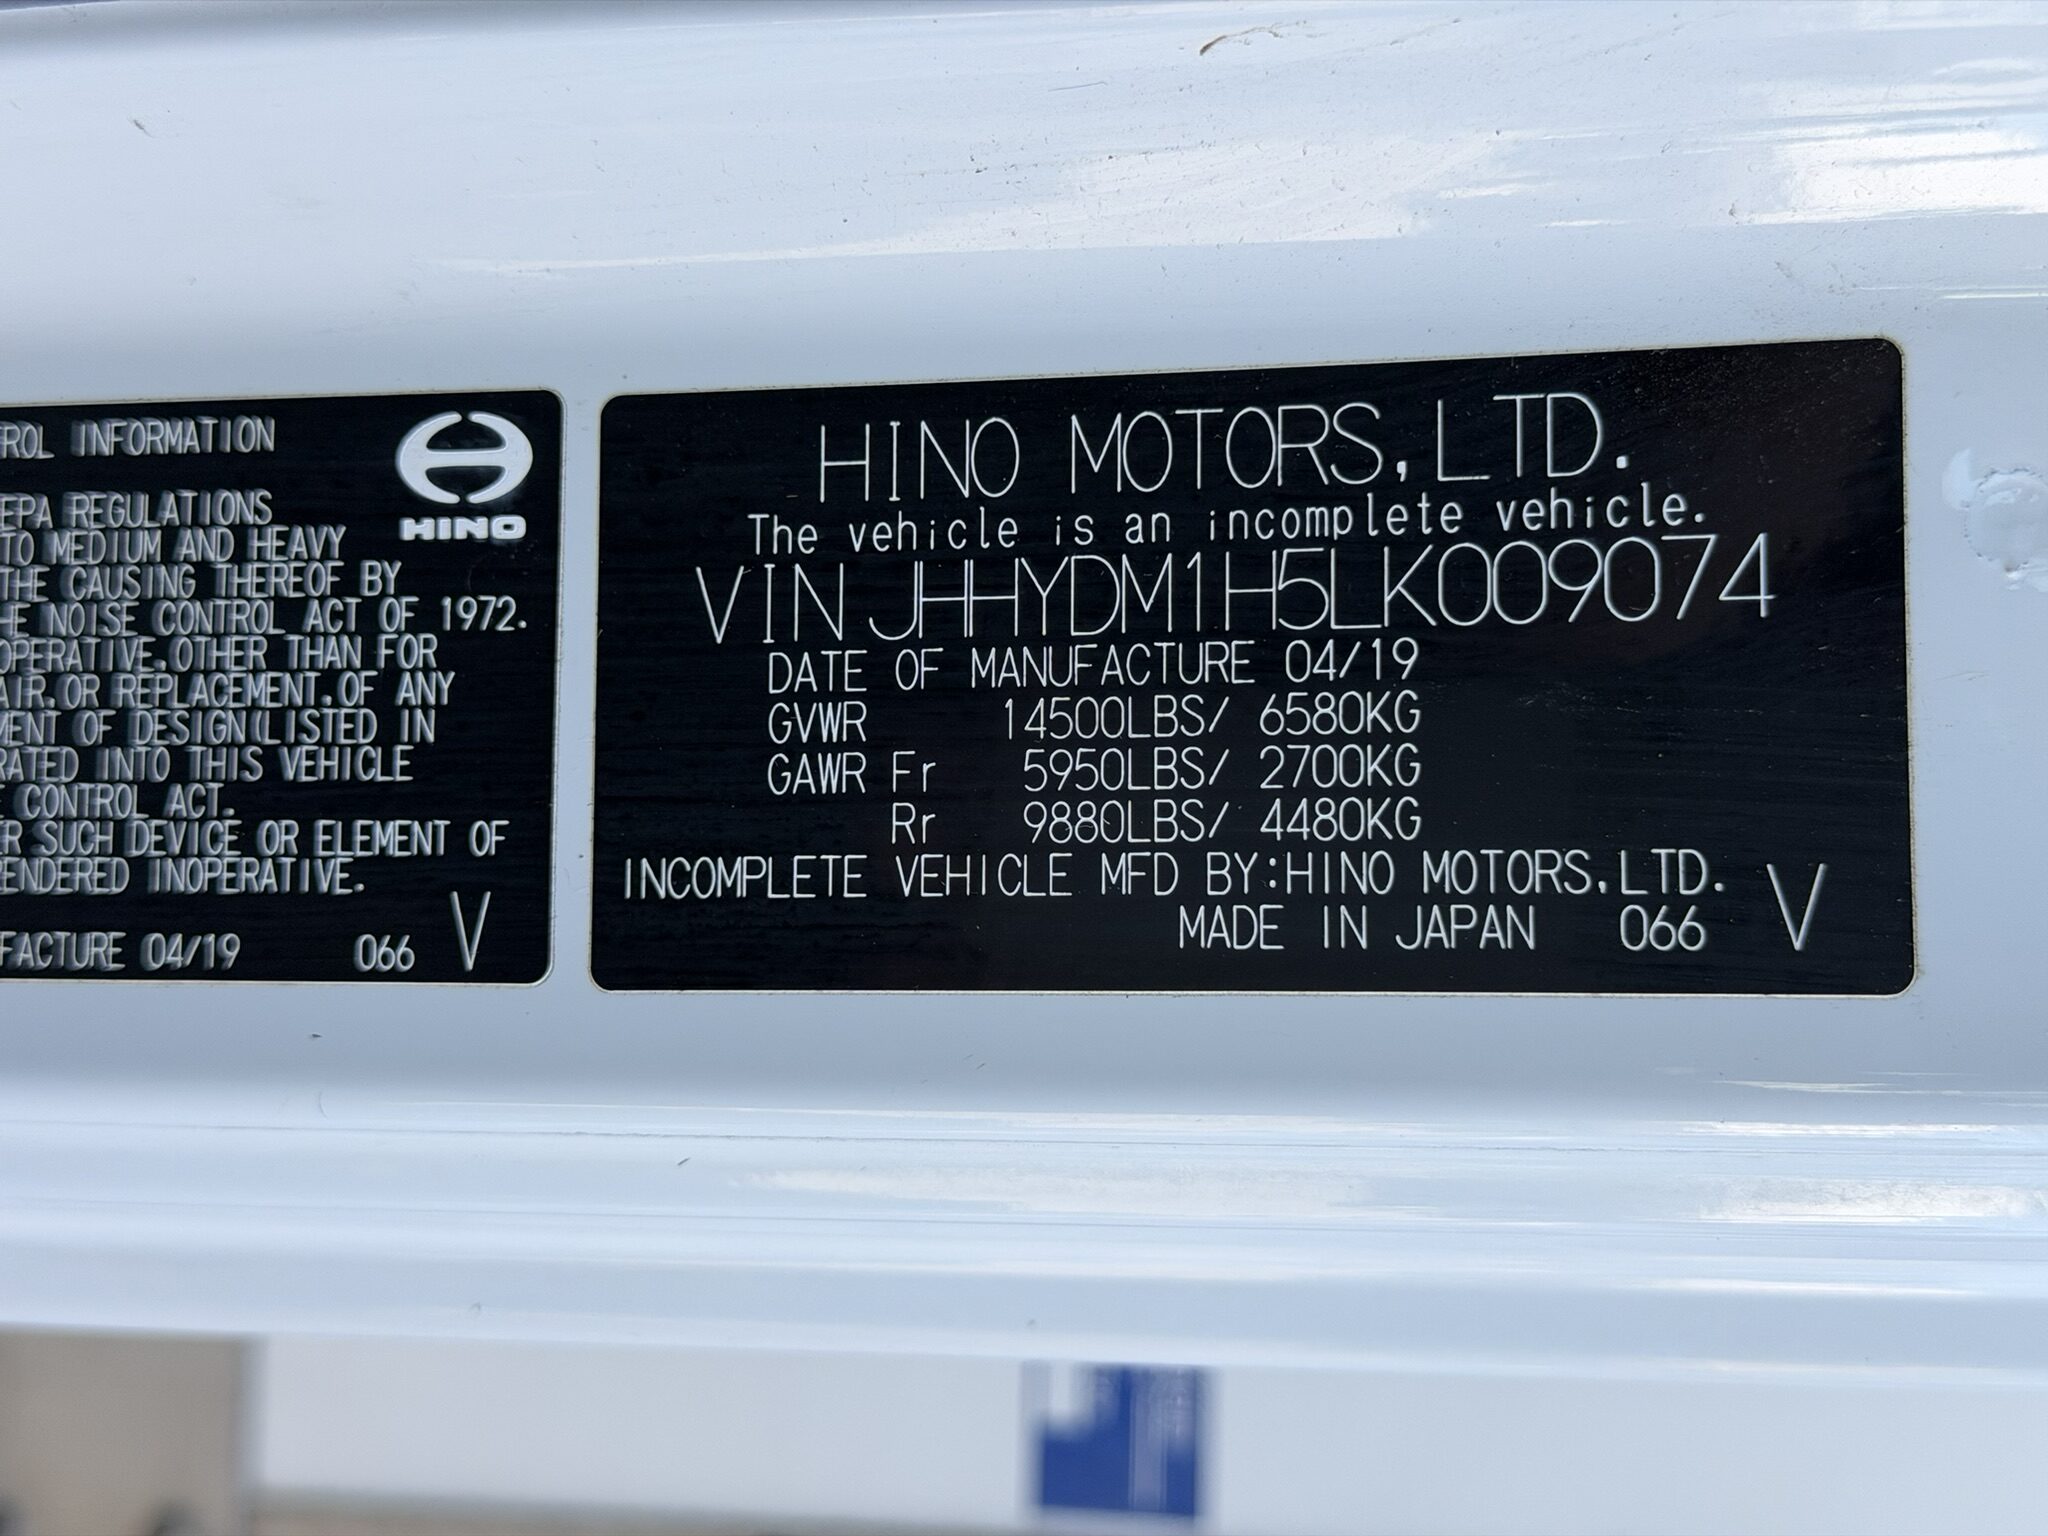 ROL INFORMATION
HINO
EPA REGULATIONS
TO MEDIUM AND HEAVY
THE CAUSING THEREOF BY
HE NOISE CONTROL ACT OF 1972.
OPERATIVE,OTHER THAN FOR
AIR,OR REPLACEMENT,OF ANY
MENT OF DESIGN(LISTED IN
RATED INTO THIS VEHICLE
E CONTROL ACT.
ER SUCH DEVICE OR ELEMENT OF
ENDERED INOPERATIVE.
FACTURE 04/19 066 V
HINO MOTORS,LTD.
The vehicle is an incomplete vehicle.
VIN JHHYDM1H5LK009074
DATE OF MANUFACTURE 04/19
GVWR 14500LBS/ 6580KG
GAWR Fr 5950LBS/ 2700KG
Rr 9880LBS/ 4480KG
INCOMPLETE VEHICLE MFD BY:HINO MOTORS,LTD.
MADE IN JAPAN 066 V